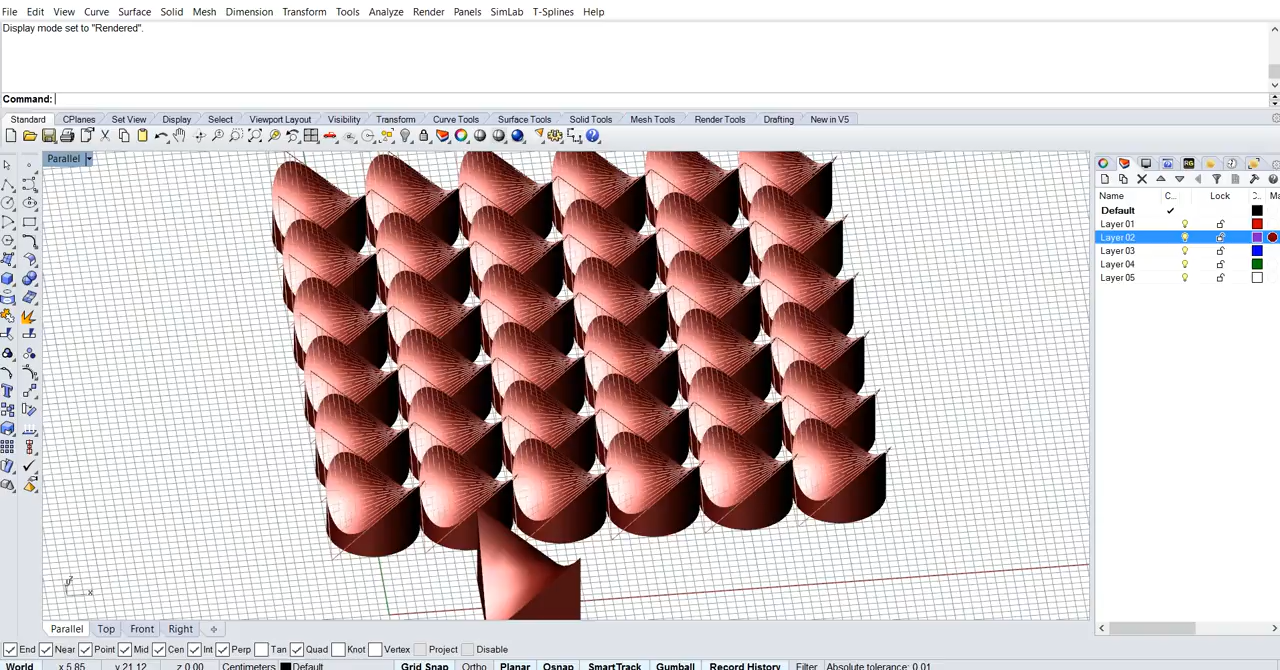 File Edit View Curve Surface Solid Mesh Dimension Transform Tools Analyze Render Panels SimLab T-Splines Help
Display mode set to "Rendered".
Command:
Standard CPlanes Set View Display Select Viewport Layout Visibility Transform Curve Tools Surface Tools Solid Tools Mesh Tools Render Tools Drafting New in V5
Parallel
RG
Name C... Lock C.. Ma
Default
Layer 01
Layer 02
Layer 03
Layer 04
Layer 05
x
Parallel Top Front Right
End Near Point Mid Cen Int Perp Tan Quad Knot Vertex Project Disable
World x 5.85 y 21.12 z 0.00 Centimeters Default Grid Snap Ortho Planar Osnap SmartTrack Gumball Record History Filter Absolute tolerance: 0.01